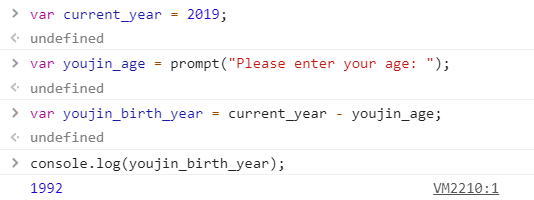 > var current_year = 2019;
undefined
> var youjin_age = prompt("Please enter your age: ");
undefined
> var youjin_birth_year = current_year - youjin_age;
undefined
> console.log(youjin_birth_year);
1992 VM2210:1